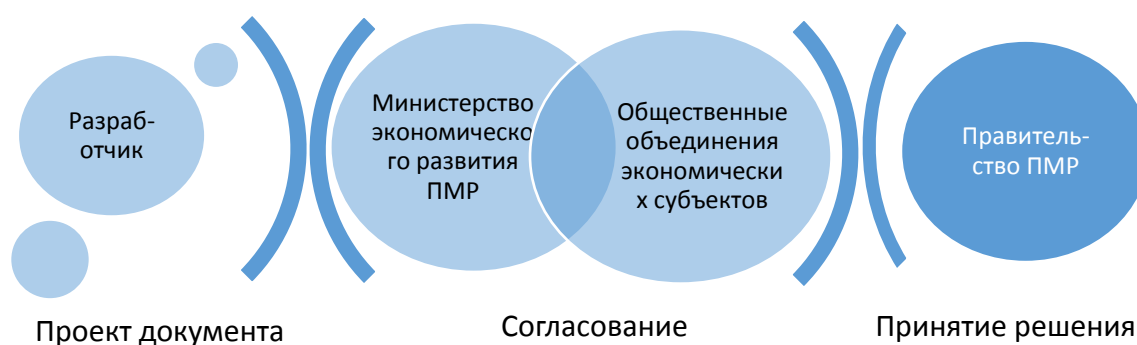 Разраб-
отчик
Министерство
экономическо
го развития
ПМР
Общественные
объединения
экономически
х субъектов
Правитель-
ство ПМР
Проект документа
Согласование
Принятие решения